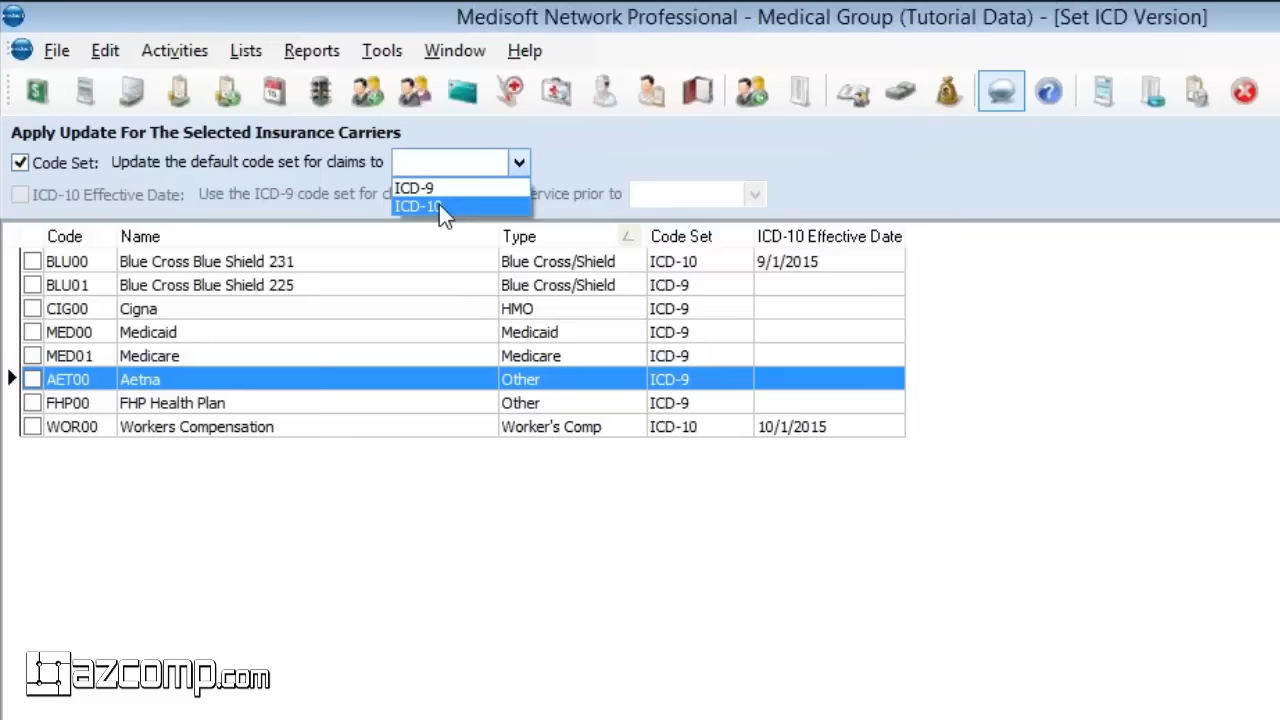 Medisoft Network Professional - Medical Group (Tutorial Data) - [Set ICD Version]
File Edit Activities Lists Reports Tools Window Help
Apply Update For The Selected Insurance Carriers
Code Set: Update the default code set for claims to
ICD-9
ICD-10 Effective Date: Use the ICD-9 code set for ervice prior to
ICD-10
Code Name Type Code Set ICD-10 Effective Date
BLU00 Blue Cross Blue Shield 231 Blue Cross/Shield ICD-10 9/1/2015
BLU01 Blue Cross Blue Shield 225 Blue Cross/Shield ICD-9
CIG00 Cigna HMO ICD-9
MED00 Medicaid Medicaid ICD-9
MED01 Medicare Medicare ICD-9
AET00 Aetna Other ICD-9
FHP00 FHP Health Plan Other ICD-9
WOR00 Workers Compensation Worker's Comp ICD-10 10/1/2015
azcomp.com